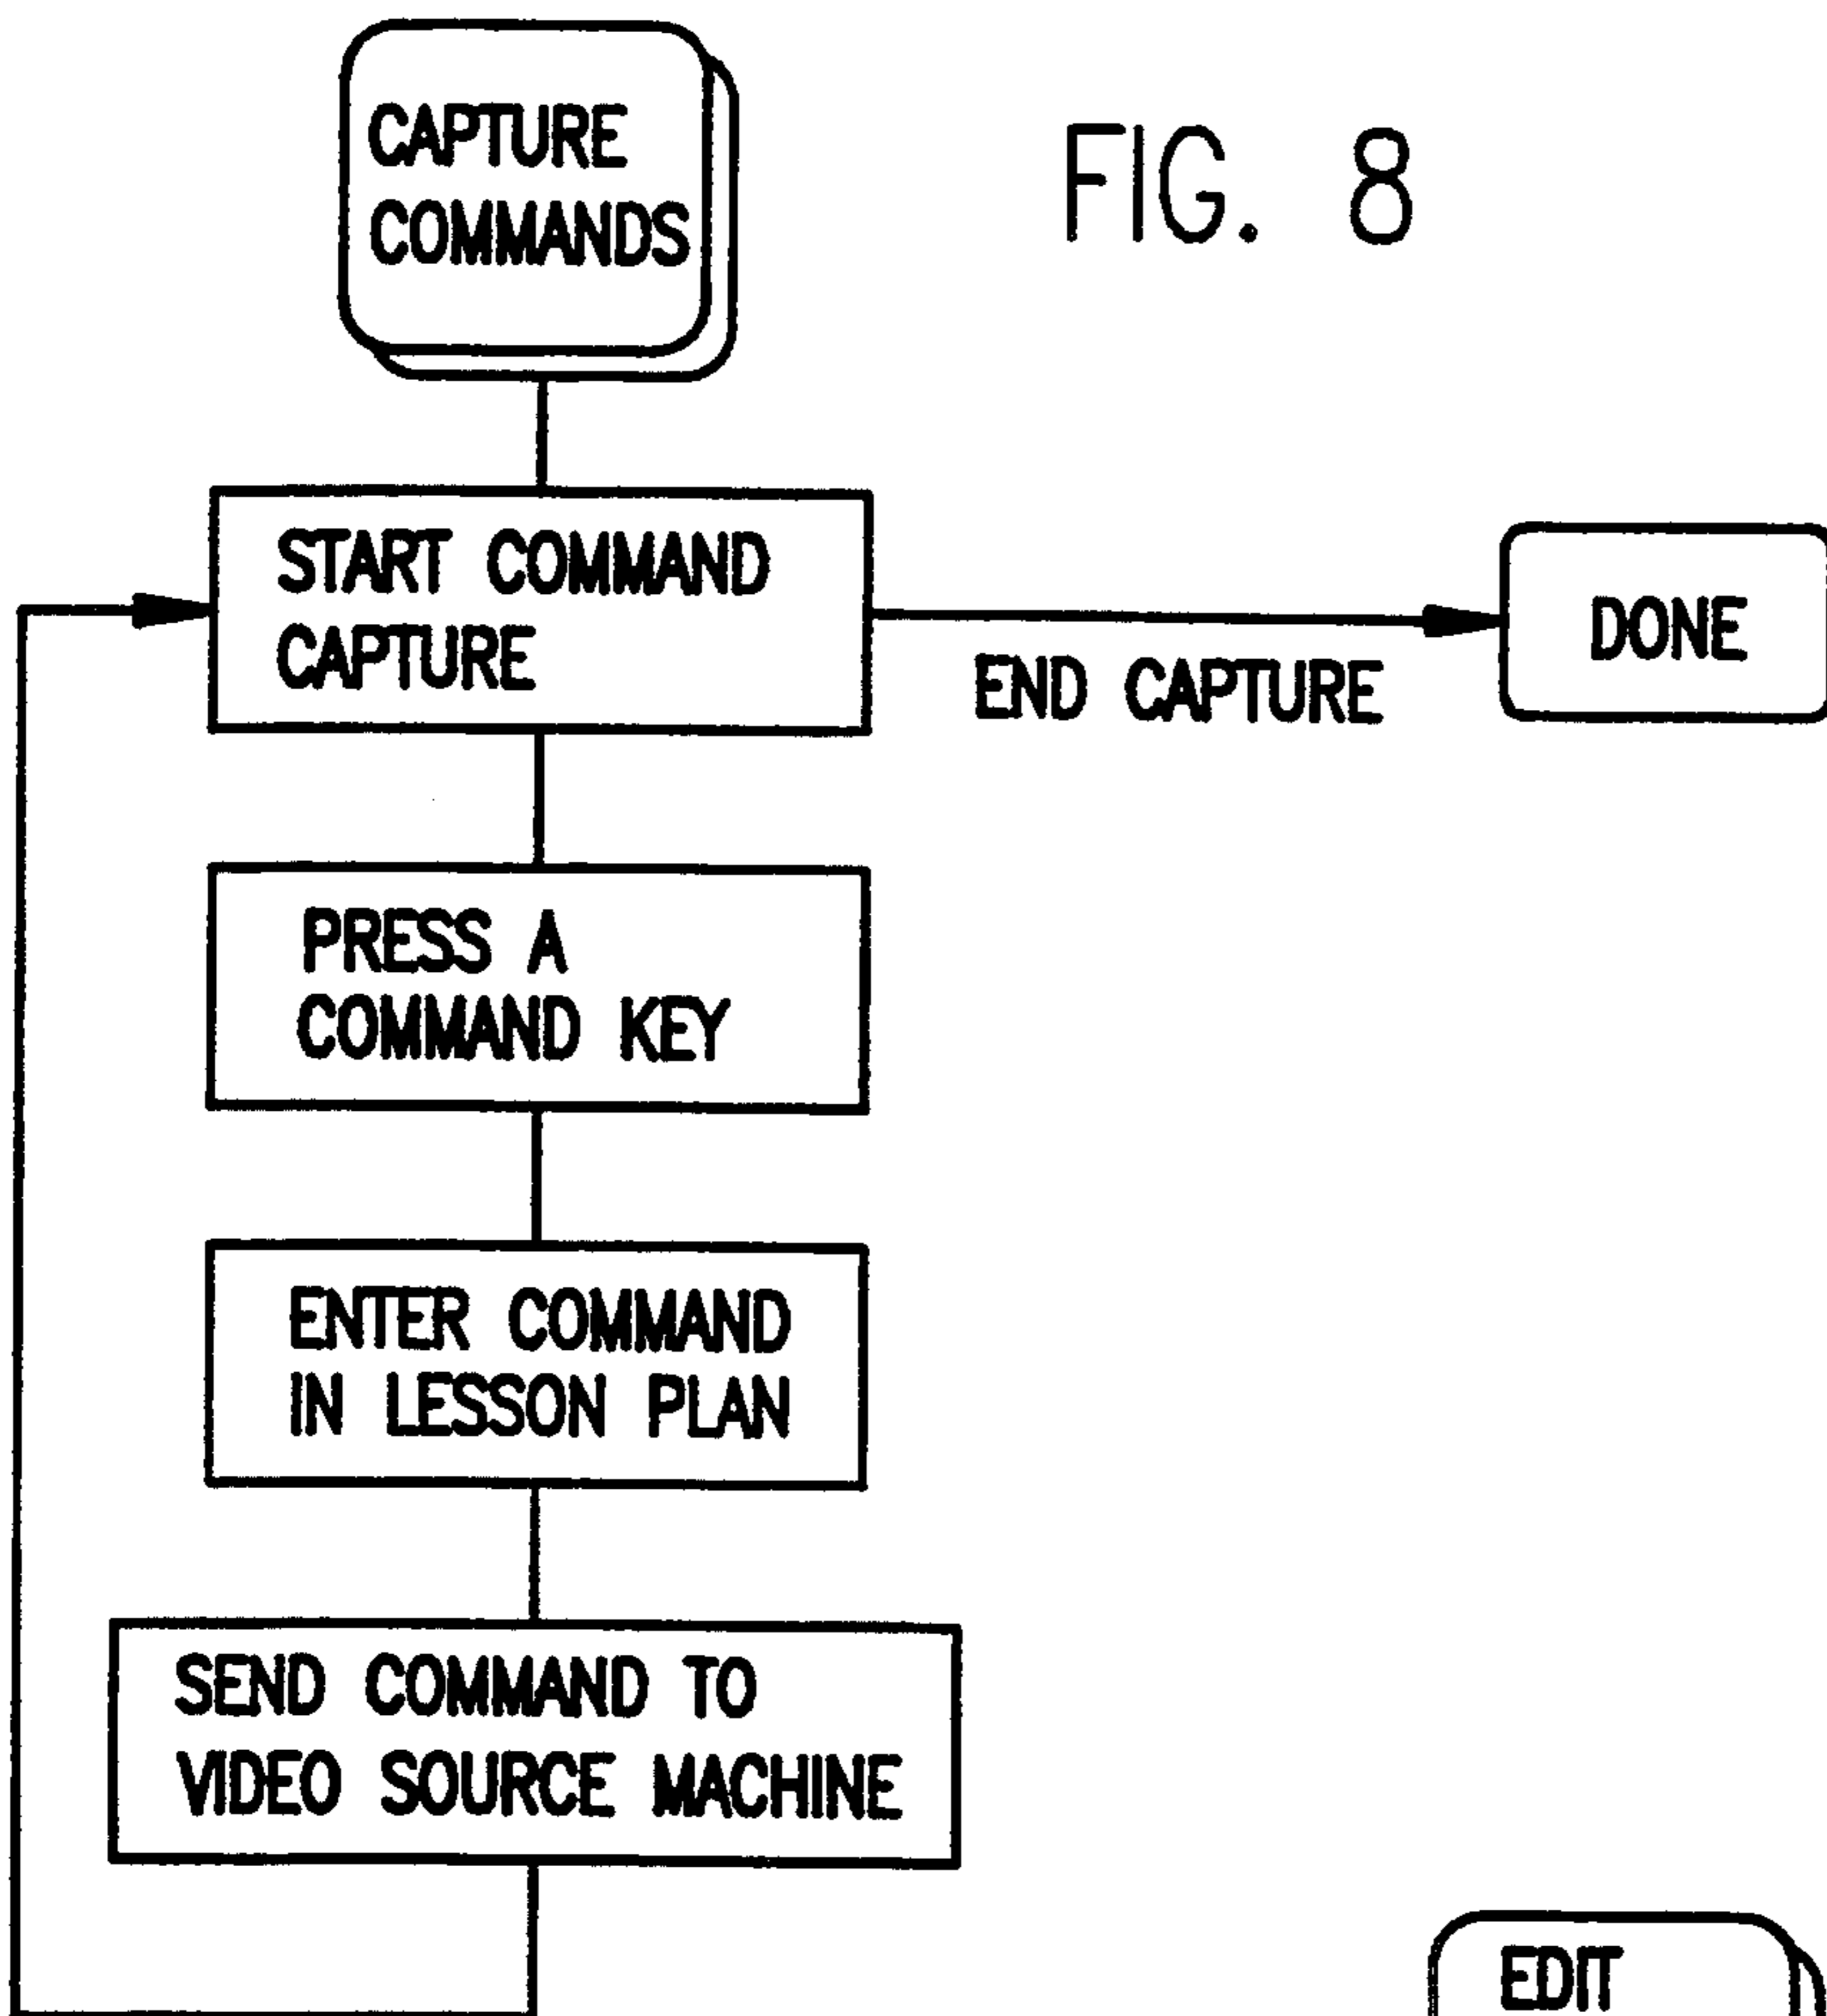 CAPTURE
COMMANDS
FIG. 8
START COMMAND
CAPTURE
END CAPTURE
DONE
PRESS A
COMMAND KEY
ENTER COMMAND
IN LESSON PLAN
SEND COMMAND TO
VIDEO SOURCE MACHINE
EDIT